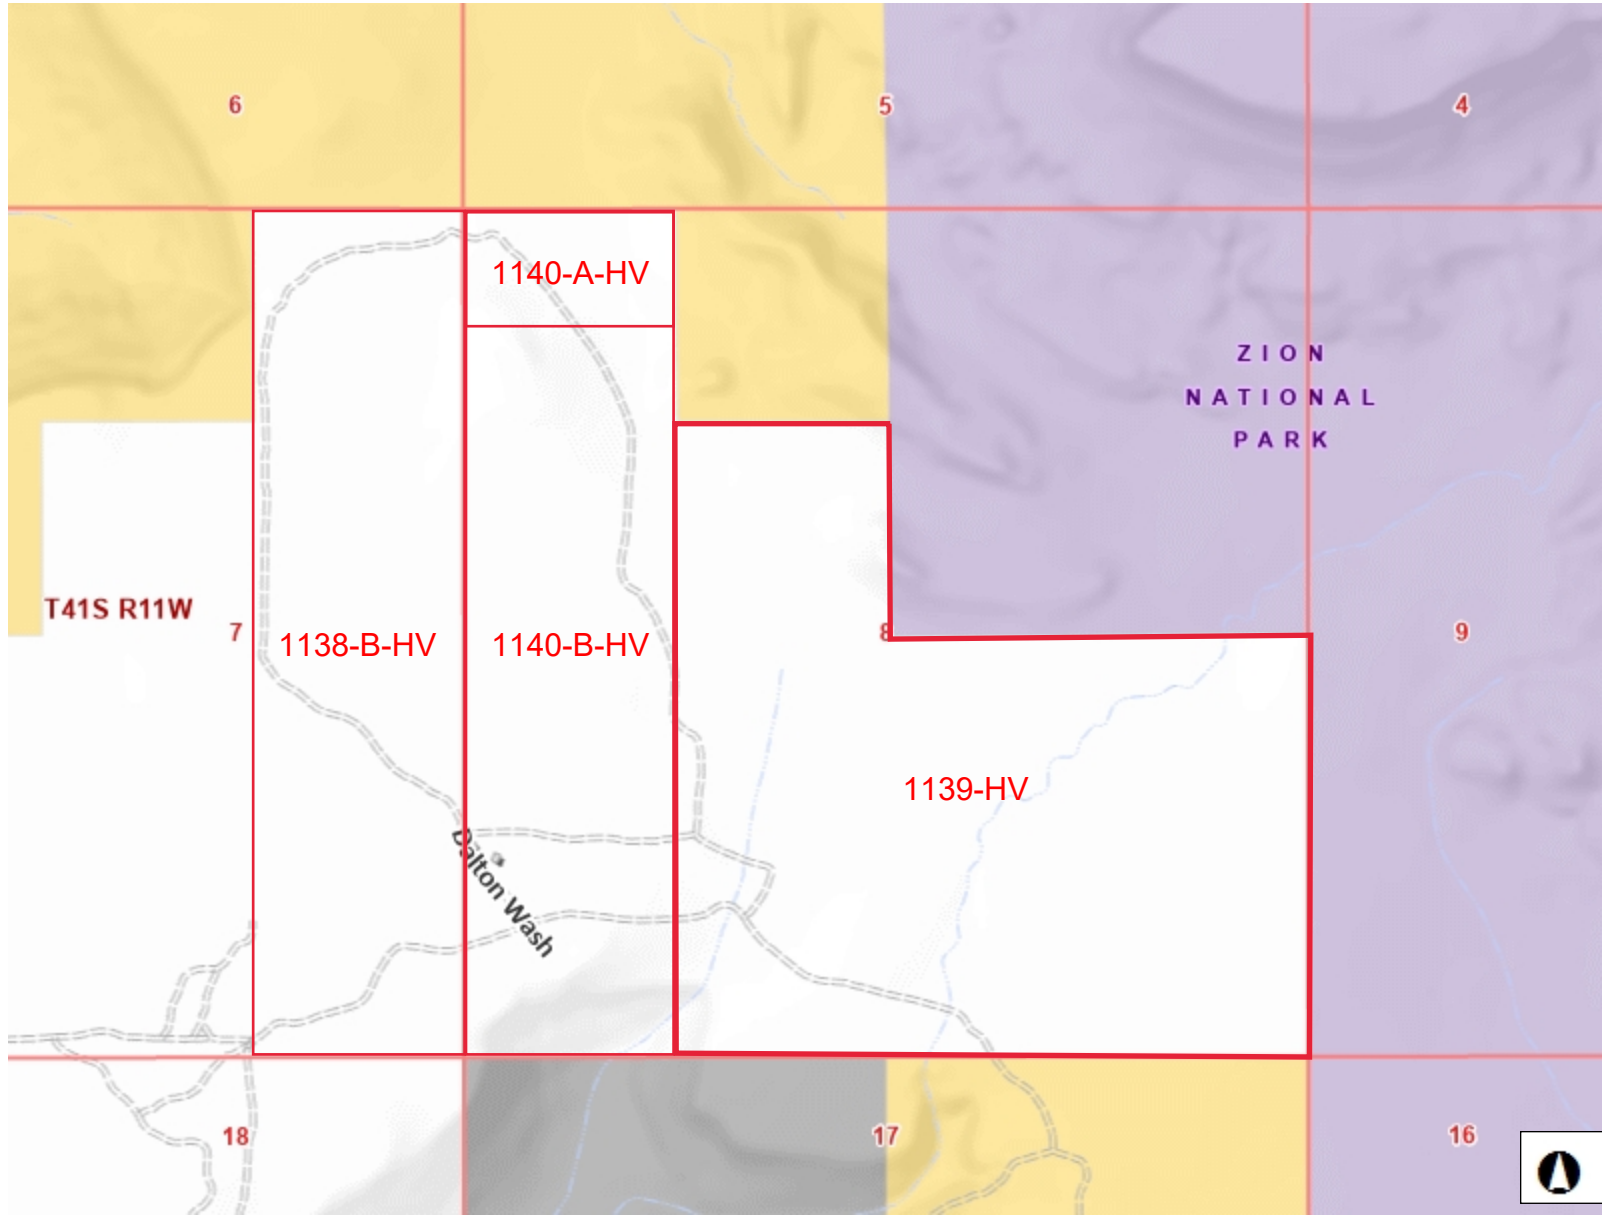 6
5
4
1140-A-HV
ZION
NATIONAL
PARK
T41S R11W
7
1138-B-HV
1140-B-HV
8
9
1139-HV
Dalton Wash
18
17
16